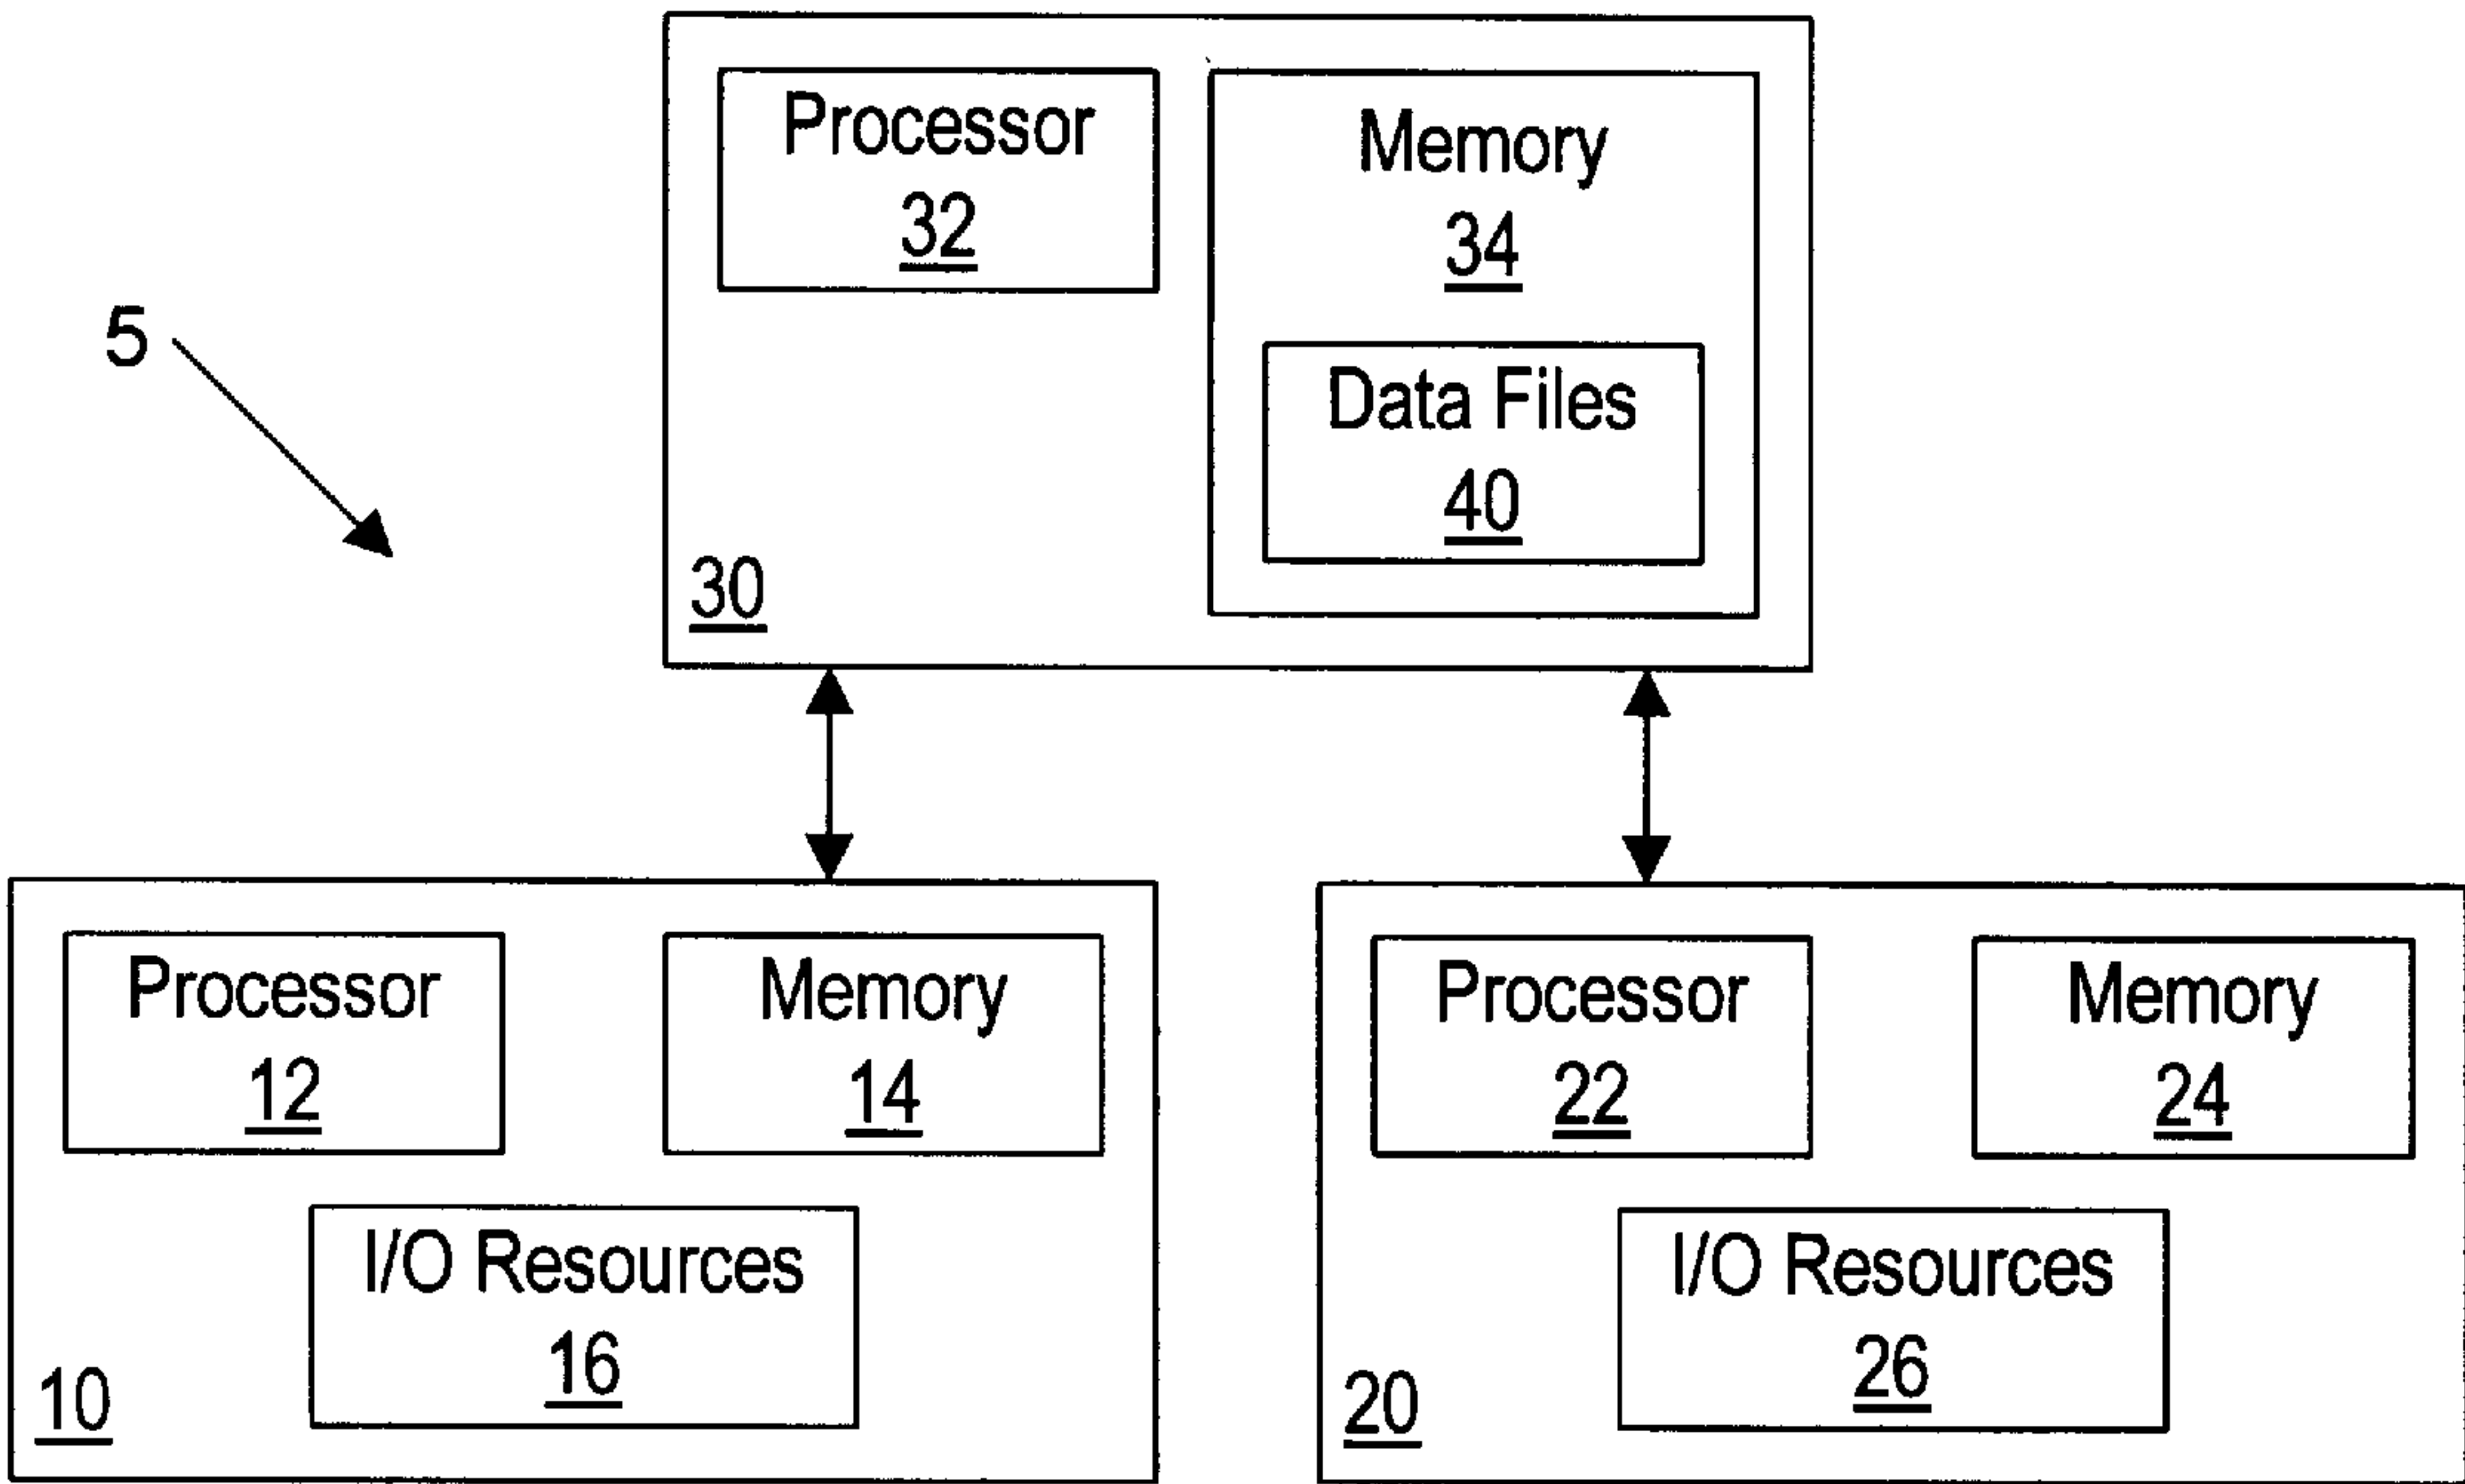 Processor
32
Memory
34
5
Data Files
40
30
Processor
12
Memory
14
I/O Resources
16
10
Processor
22
Memory
24
I/O Resources
26
20